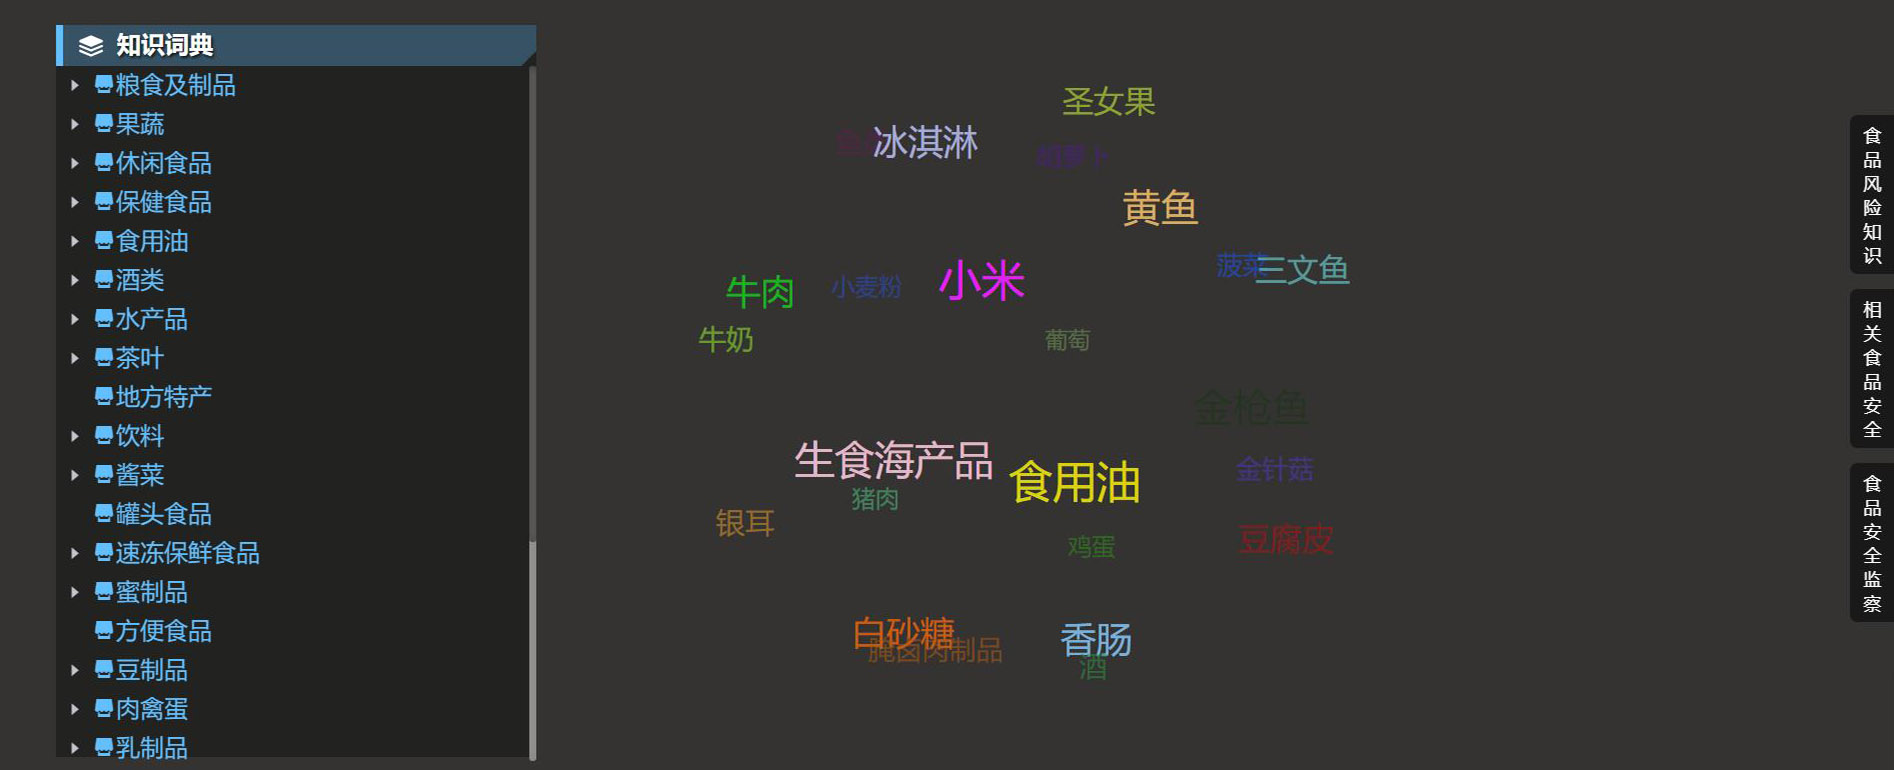 知识词典
粮食及制品
果蔬
休闲食品
保健食品
食用油
酒类
水产品
茶叶
地方特产
饮料
酱菜
罐头食品
速冻保鲜食品
蜜制品
方便食品
豆制品
肉禽蛋
乳制品
圣女果
冰淇淋
胡萝卜
黄鱼
菠菜
三文鱼
小米
牛肉
小麦粉
牛奶
葡萄
金枪鱼
生食海产品
食用油
金针菇
猪肉
银耳
鸡蛋
豆腐皮
白砂糖
腌卤肉制品
香肠
酒
食品风险知识
相关食品安全
食品安全监察